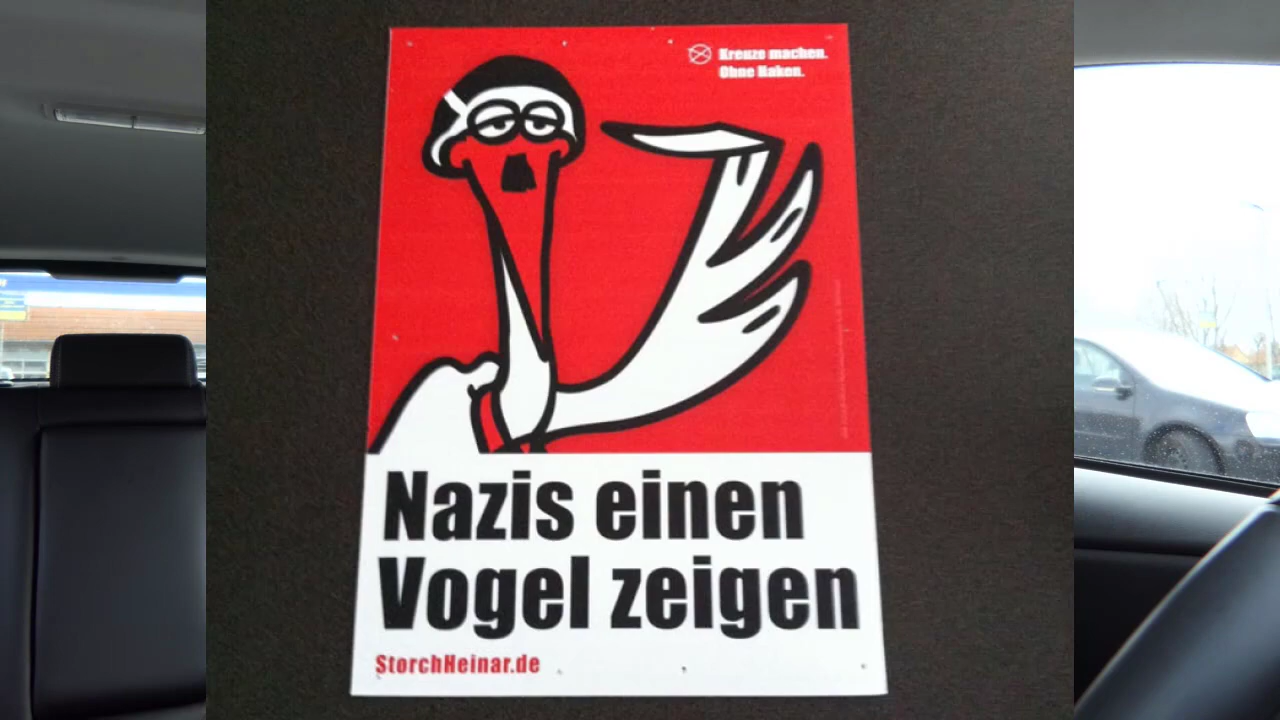 Kreuze machen.
Ohne Haken.
Nazis einen
Vogel zeigen
StorchHeinar.de